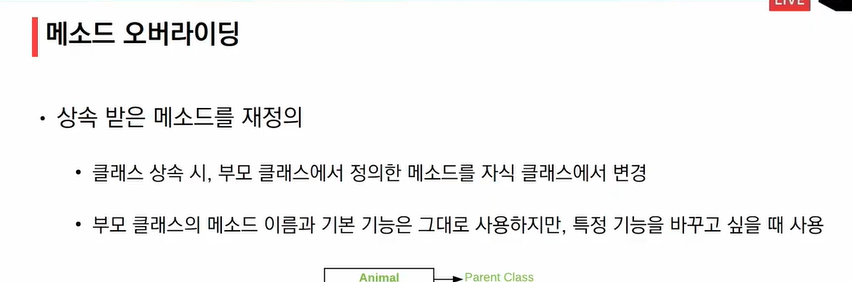 LIVE
메소드 오버라이딩
• 상속 받은 메소드를 재정의
• 클래스 상속 시, 부모 클래스에서 정의한 메소드를 자식 클래스에서 변경
• 부모 클래스의 메소드 이름과 기본 기능은 그대로 사용하지만, 특정 기능을 바꾸고 싶을 때 사용
Animal Parent Class